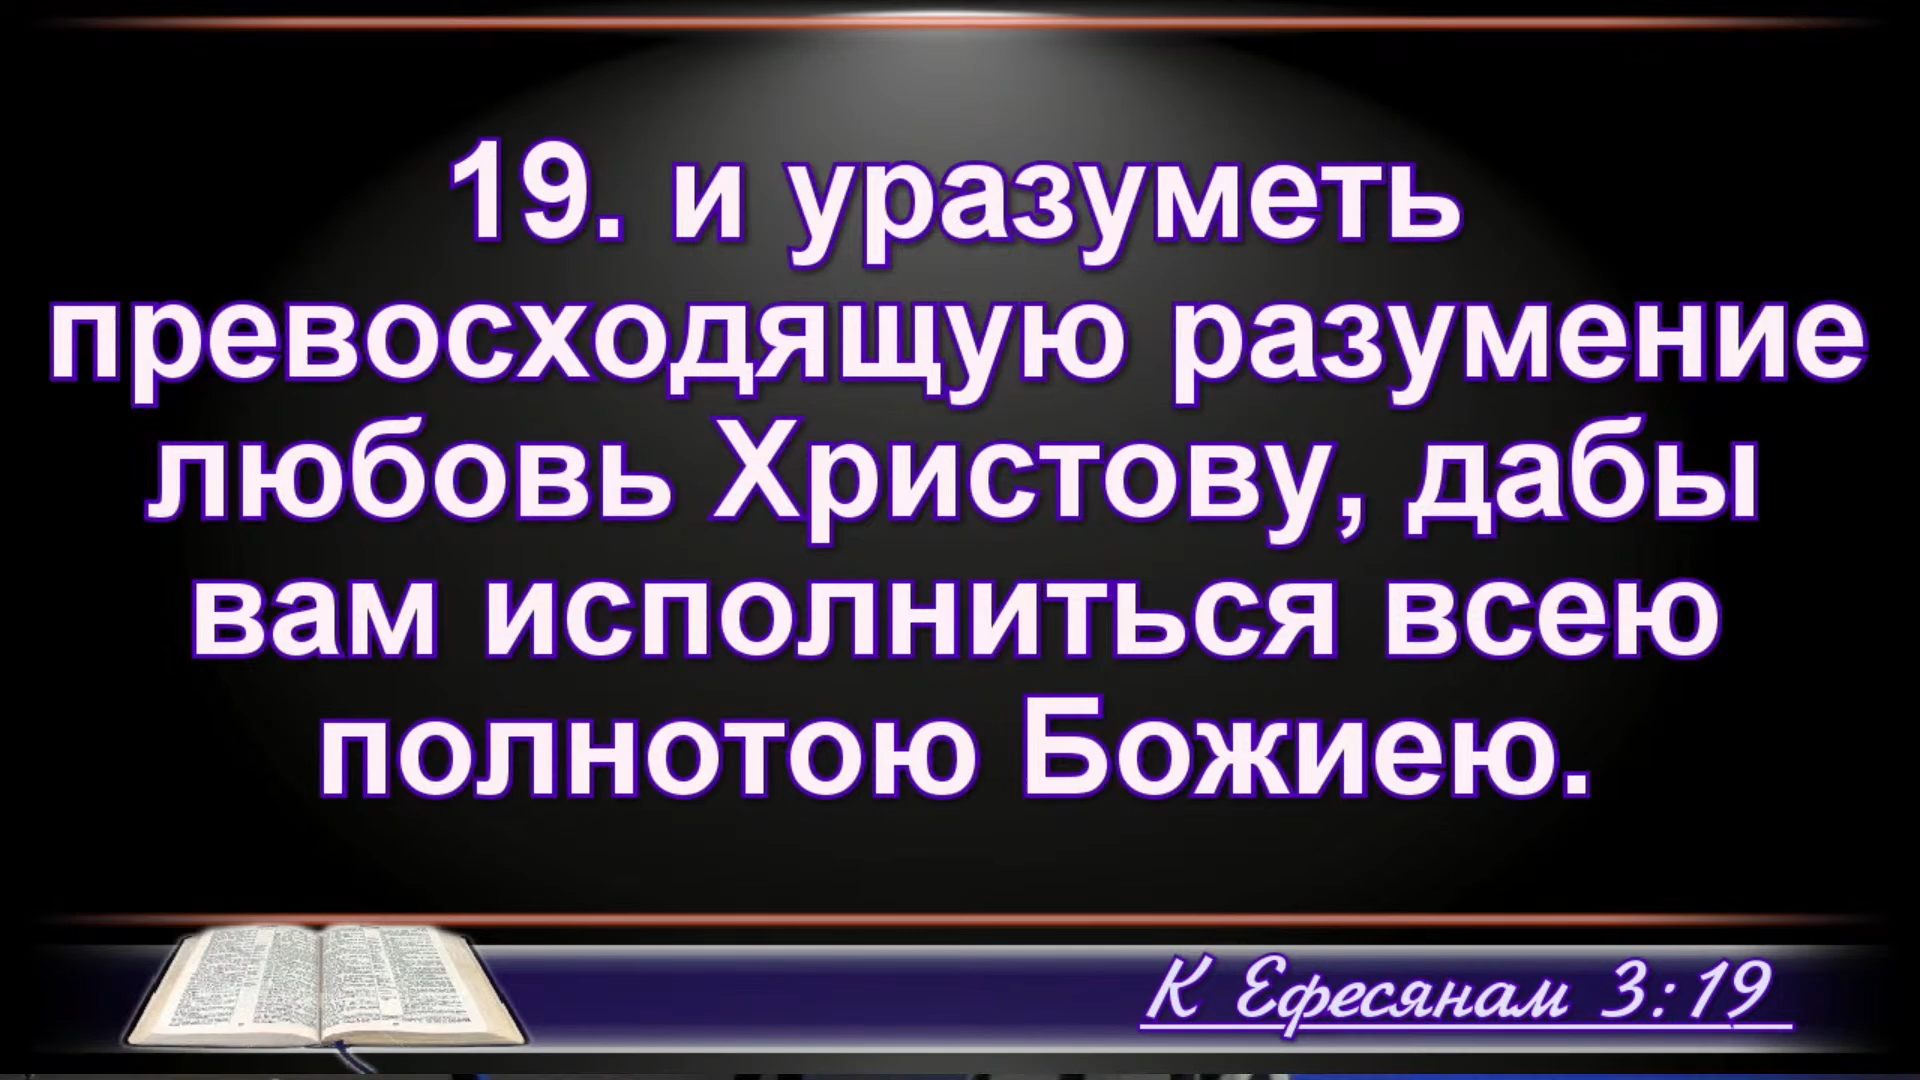 19. и уразуметь
превосходящую разумение
любовь Христову, дабы
вам исполниться всею
полнотою Божиею.
К Ефесянам 3:19